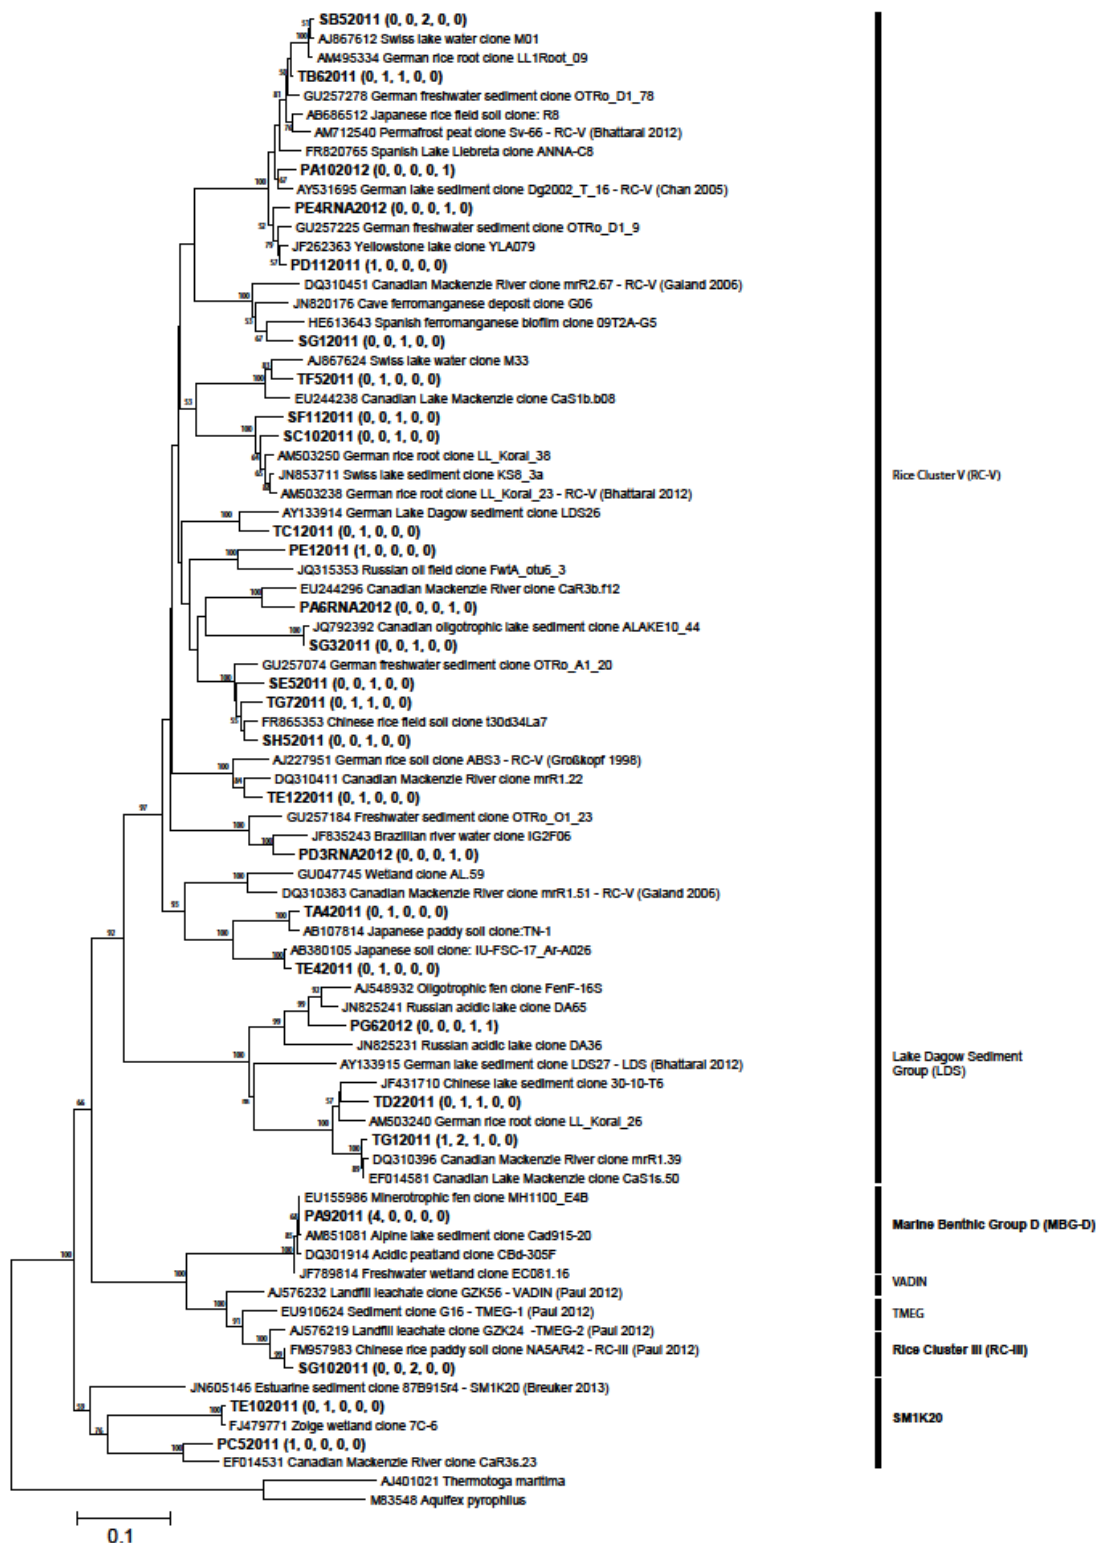 SB52011 (0, 0, 2, 0, 0)
AJ867612 Swiss lake water clone M01
AM495334 German rice root clone LL1Root_09
TB62011 (0, 1, 1, 0, 0)
GU257278 German freshwater sediment clone OTRo_D1_78
AB686512 Japanese rice field soil clone: R8
AM712540 Permafrost peat clone Sv-66 - RC-V (Bhattarai 2012)
FR820765 Spanish Lake Llebreta clone ANNA-C8
PA102012 (0, 0, 0, 0, 1)
AY531695 German lake sediment clone Dg2002_T_16 - RC-V (Chan 2005)
PE4RNA2012 (0, 0, 0, 1, 0)
GU257225 German freshwater sediment clone OTRo_D1_9
JF262363 Yellowstone lake clone YLA079
PD112011 (1, 0, 0, 0, 0)
DQ310451 Canadian Mackenzie River clone mrR2.67 - RC-V (Galand 2006)
JN820176 Cave ferromanganese deposit clone G06
HE613643 Spanish ferromanganese biofilm clone 09T2A-G5
SG12011 (0, 0, 1, 0, 0)
AJ867624 Swiss lake water clone M33
TF52011 (0, 1, 0, 0, 0)
EU244238 Canadian Lake Mackenzie clone CaS1b.b08
SF112011 (0, 0, 1, 0, 0)
SC102011 (0, 0, 1, 0, 0)
AM503250 German rice root clone LL_Koral_38
JN853711 Swiss lake sediment clone KS8_3a
Rice Cluster V (RC-V)
AM503238 German rice root clone LL_Koral_23 - RC-V (Bhattarai 2012)
AY133914 German Lake Dagow sediment clone LDS26
TC12011 (0, 1, 0, 0, 0)
PE12011 (1, 0, 0, 0, 0)
JQ315353 Russian oil field clone FwtA_otu6_3
EU244296 Canadian Mackenzie River clone CaR3b.f12
PA6RNA2012 (0, 0, 0, 1, 0)
JQ792392 Canadian oligotrophic lake sediment clone ALAKE10_44
SG32011 (0, 0, 1, 0, 0)
GU257074 German freshwater sediment clone OTRo_A1_20
SE52011 (0, 0, 1, 0, 0)
TG72011 (0, 1, 1, 0, 0)
FR865353 Chinese rice field soil clone t30d34La7
SH52011 (0, 0, 1, 0, 0)
AJ227951 German rice soil clone ABS3 - RC-V (Großkopf 1998)
DQ310411 Canadian Mackenzie River clone mrR1.22
TE122011 (0, 1, 0, 0, 0)
GU257184 Freshwater sediment clone OTRo_O1_23
JF835243 Brazilian river water clone IG2F06
PD3RNA2012 (0, 0, 0, 1, 0)
GU047745 Wetland clone AL.59
DQ310383 Canadian Mackenzie River clone mrR1.51 - RC-V (Galand 2006)
TA42011 (0, 1, 0, 0, 0)
AB107814 Japanese paddy soil clone:TN-1
AB380105 Japanese soil clone: IU-FSC-17_Ar-A026
TE42011 (0, 1, 0, 0, 0)
AJ548932 Oligotrophic fen clone FenF-16S
JN825241 Russian acidic lake clone DA65
PG62012 (0, 0, 0, 1, 1)
JN825231 Russian acidic lake clone DA36
Lake Dagow Sediment
Group (LDS)
AY133915 German lake sediment clone LDS27 - LDS (Bhattarai 2012)
JF431710 Chinese lake sediment clone 30-10-T6
TD22011 (0, 1, 1, 0, 0)
AM503240 German rice root clone LL_Koral_26
TG12011 (1, 2, 1, 0, 0)
DQ310396 Canadian Mackenzie River clone mrR1.39
EF014581 Canadian Lake Mackenzie clone CaS1s.50
EU155986 Minerotrophic fen clone MH1100_E4B
PA92011 (4, 0, 0, 0, 0)
Marine Benthic Group D (MBG-D)
AM851081 Alpine lake sediment clone Cad915-20
DQ301914 Acidic peatland clone CBd-305F
JF789814 Freshwater wetland clone EC081.16
VADIN
AJ576232 Landfill leachate clone GZK56 - VADIN (Paul 2012)
EU910624 Sediment clone G16 - TMEG-1 (Paul 2012)
TMEG
AJ576219 Landfill leachate clone GZK24 -TMEG-2 (Paul 2012)
FM957983 Chinese rice paddy soil clone NA5AR42 - RC-III (Paul 2012)
Rice Cluster III (RC-III)
SG102011 (0, 0, 2, 0, 0)
JN605146 Estuarine sediment clone 87B915r4 - SM1K20 (Breuker 2013)
TE102011 (0, 1, 0, 0, 0)
SM1K20
FJ479771 Zoige wetland clone 7C-6
PC52011 (1, 0, 0, 0, 0)
EF014531 Canadian Mackenzie River clone CaR3s.23
AJ401021 Thermotoga maritima
M83548 Aquifex pyrophilus
0.1